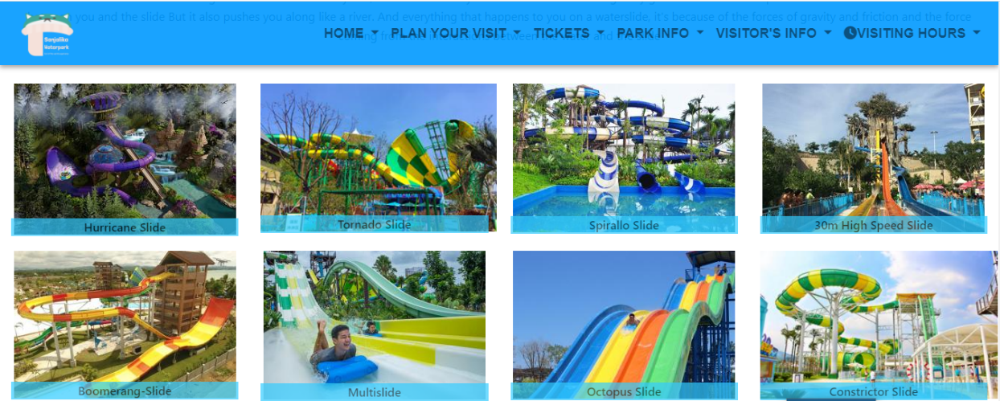 you and the slide But it also pushes you along like a river. And everything that happens to you on a waterslide, it's because of the forces of gravity and friction and the force
Sanjalika
Waterpark
HOME PLAN YOUR VISIT TICKETS PARK INFO VISITOR'S INFO VISITING HOURS
Hurricane Slide
Tornado Slide
Spirallo Slide
30m High Speed Slide
Boomerang-Slide
Multislide
Octopus Slide
Constrictor Slide